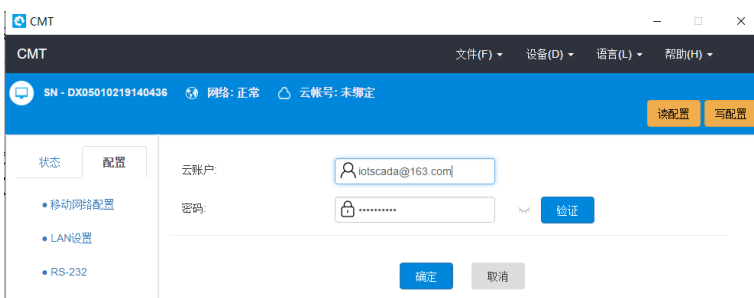 CMT
CMT 文件(F) 设备(D) 语言(L) 帮助(H)
SN - DX05010219140436 网络: 正常 云帐号: 未绑定
读配置 写配置
状态 配置 云账户: iotscada@163.com
●移动网络配置 密码: ·········· 验证
●LAN设置
●RS-232 确定 取消